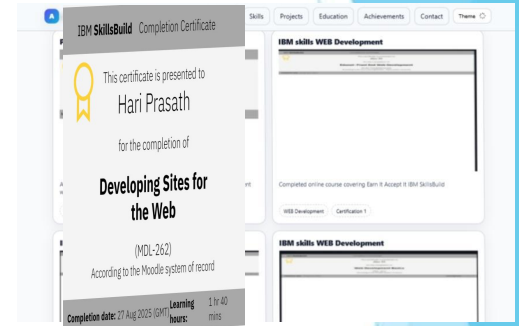 A
Skills
Projects
Education
Achievements
Contact
Theme
IBM SkillsBuild Completion Certificate
This certificate is presented to
Hari Prasath
for the completion of
Developing Sites for
the Web
(MDL-262)
According to the Moodle system of record
Completion date: 27 Aug 2025 (GMT)
Learning
hours:
1 hr 40
mins
IBM skills WEB Development
Completed online course covering Earn It Accept It IBM SkillsBuild
WEB Development
Certification 1
IBM skills WEB Development